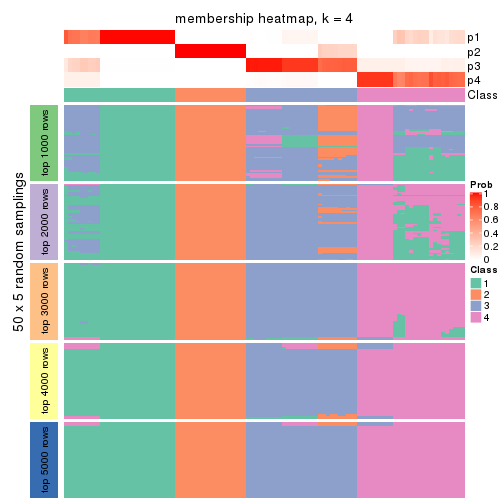 membership heatmap, k = 4
p1
p2
p3
p4
Class
50 x 5 random samplings
top 1000 rows
top 2000 rows
top 3000 rows
top 4000 rows
top 5000 rows
Prob
1
0.8
0.6
0.4
0.2
0
Class
1
2
3
4